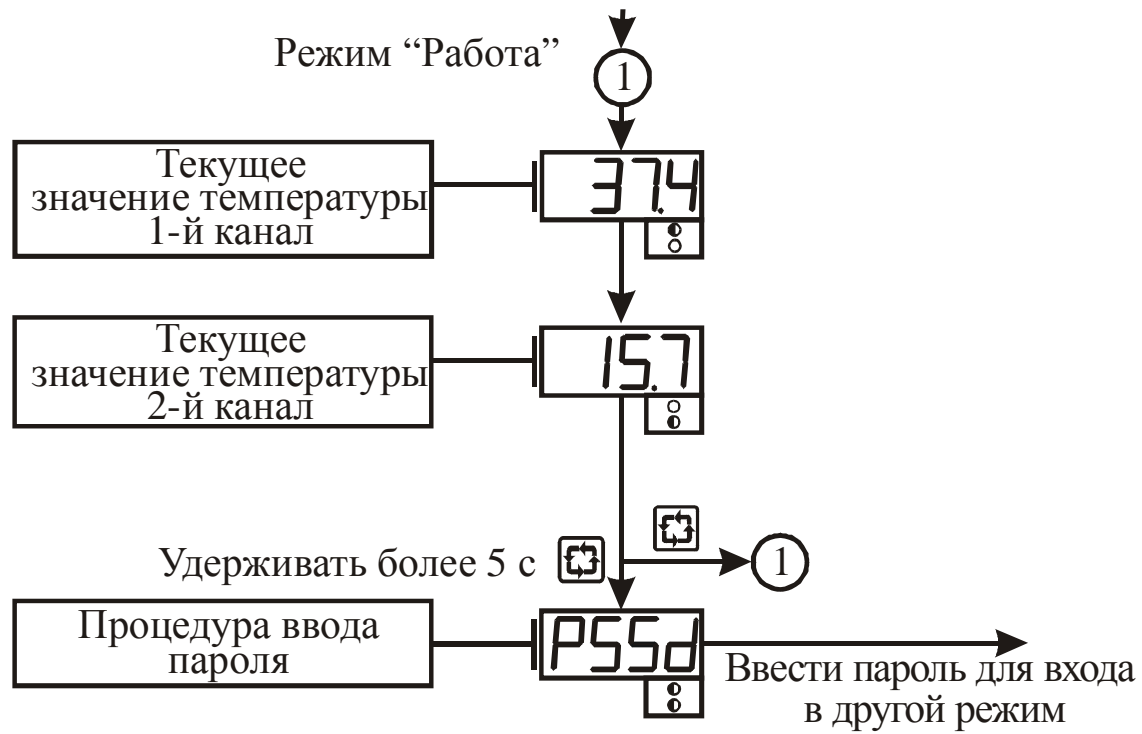 Режим “Работа”
1
Текущее
значение температуры
1-й канал
37.4
Текущее
значение температуры
2-й канал
15.7
Удерживать более 5 с
1
Процедура ввода
пароля
PSSd
Ввести пароль для входа
в другой режим